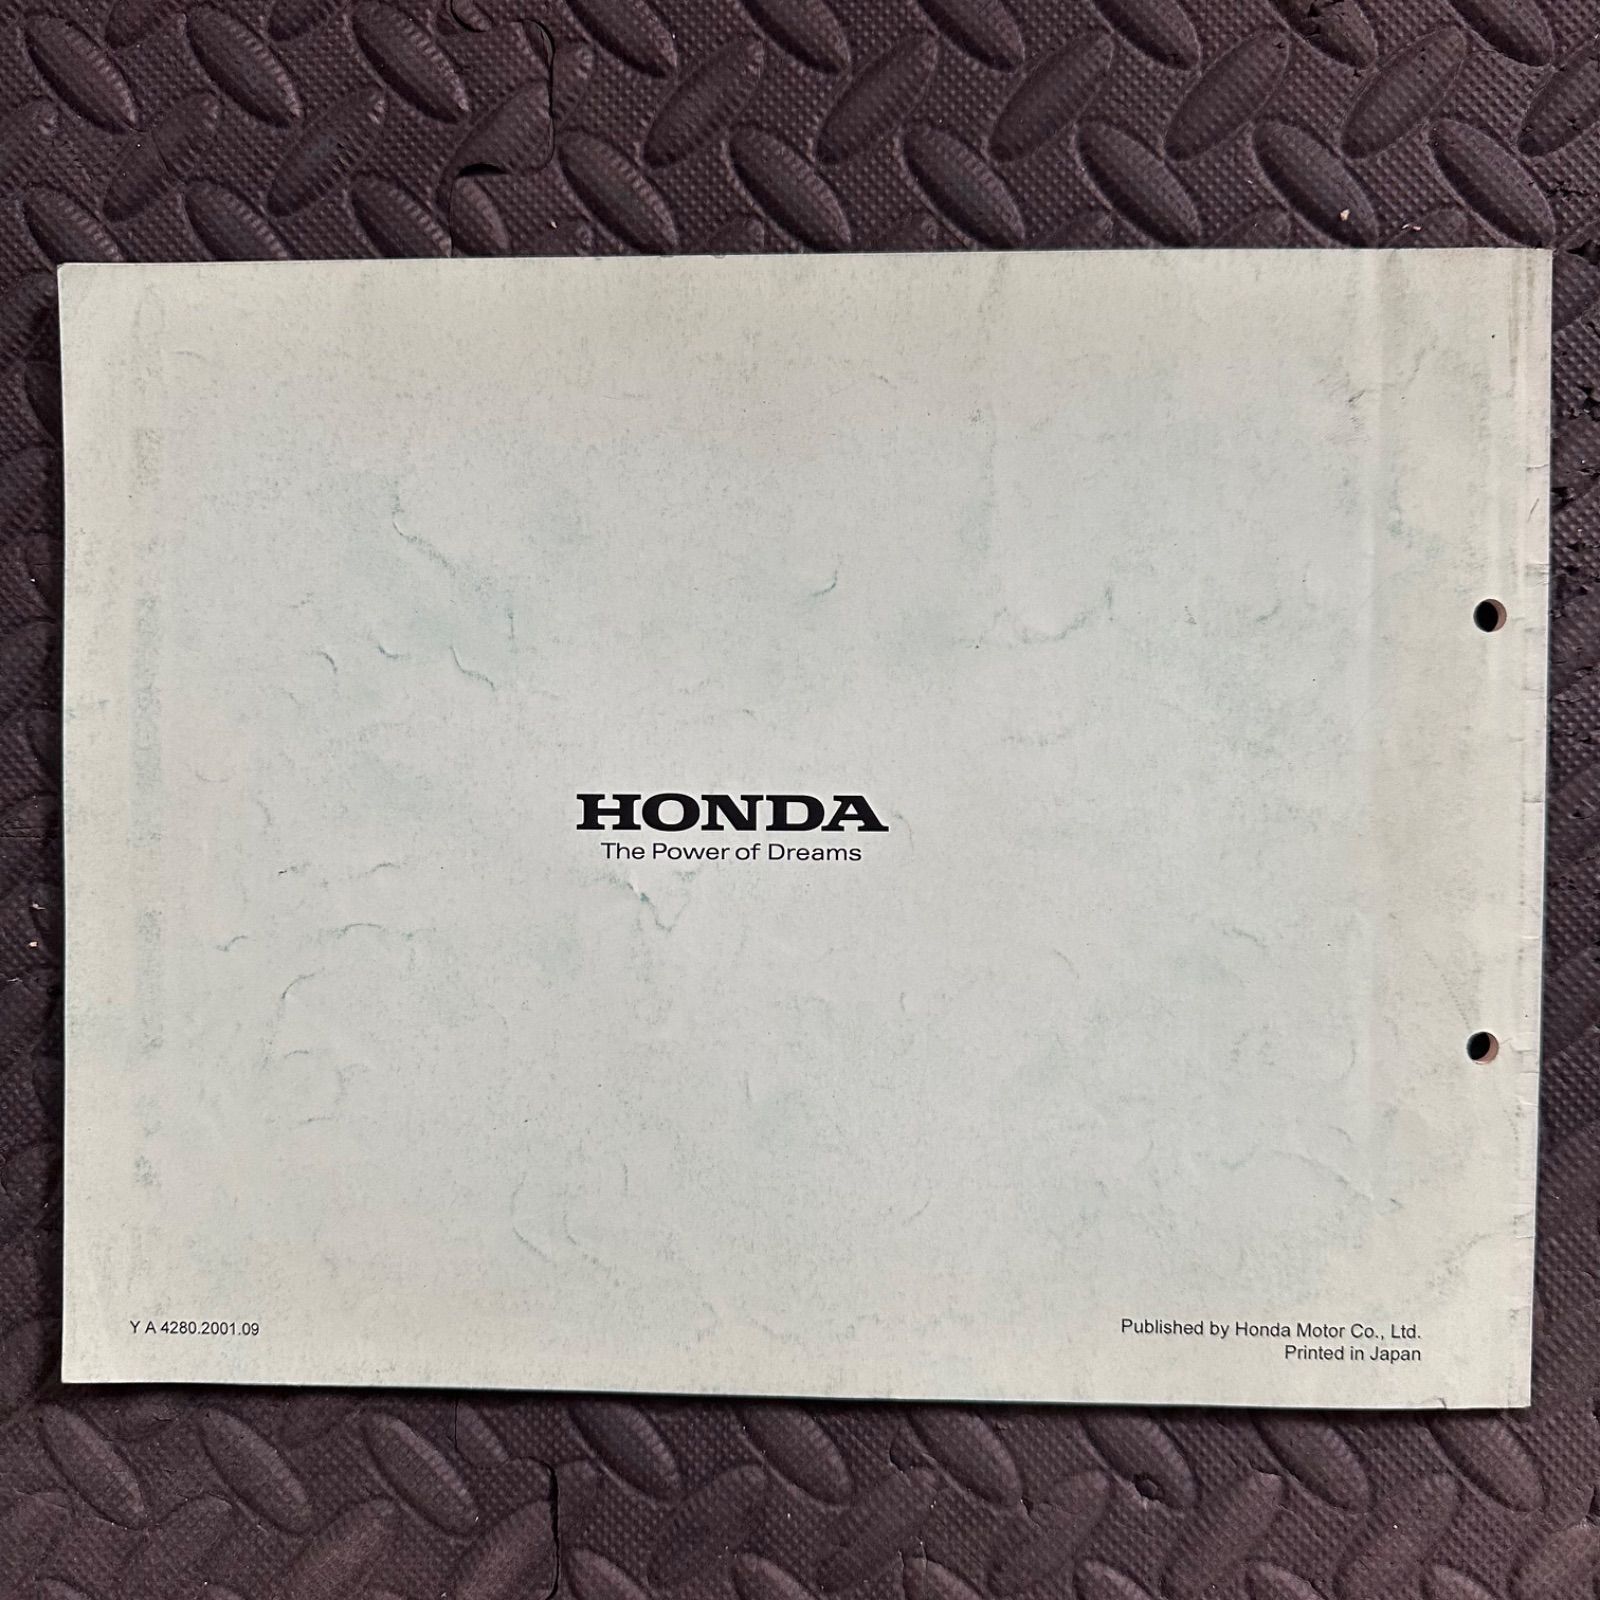 HONDA
The Power of Dreams
Y A 4280.2001.09
Published by Honda Motor Co., Ltd.
Printed in Japan